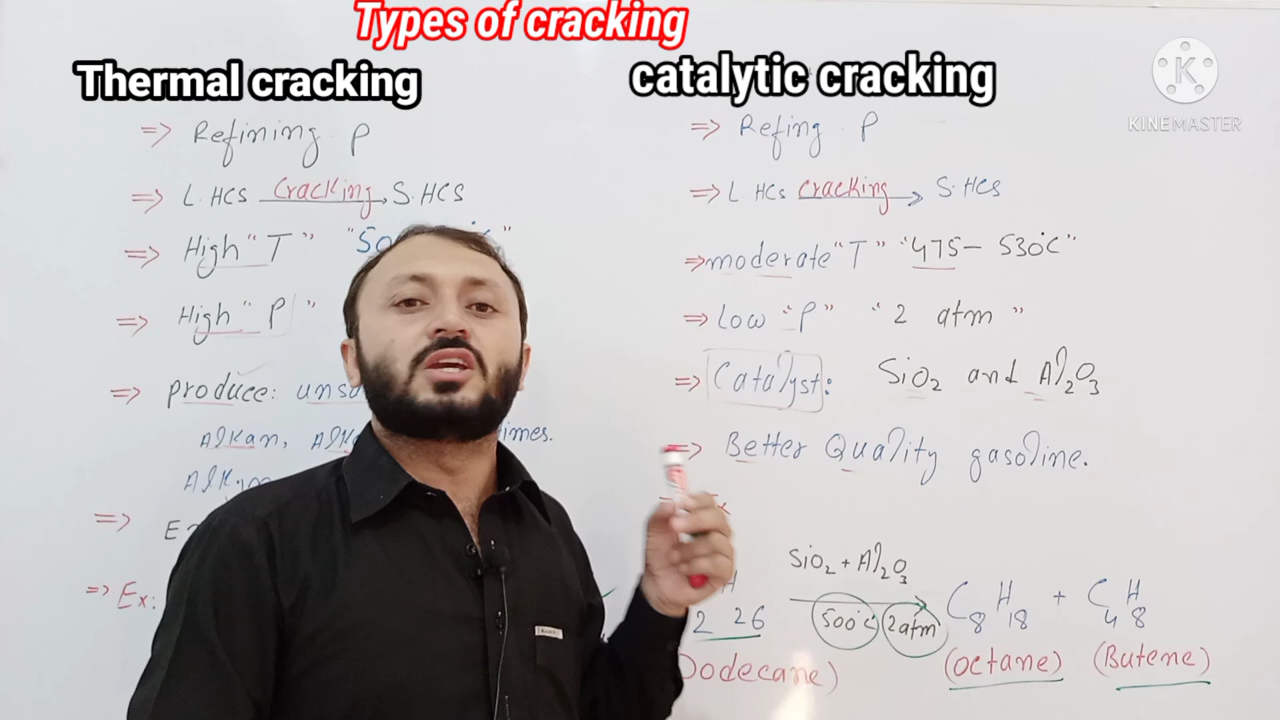 Types of cracking
Thermal cracking
=> Refining P
=> L.HCs cracking → S.HCS
=> High "T"
=> High "P"
=> produce:
Alkan,
=>
=> Ex:
catalytic cracking
=> Refing P
=> L.HCs cracking → S.HCS
=> moderate "T" "475- 530°C"
=> Low "P" "2 atm"
=> Catalyst: SiO₂ and Al₂O₃
=> Better Quality gasoline.
SiO₂ + Al₂O₃
26 → C₈H₁₈ + C₄H₈
500°C 2atm
(Octane) (Butene)
KINEMASTER